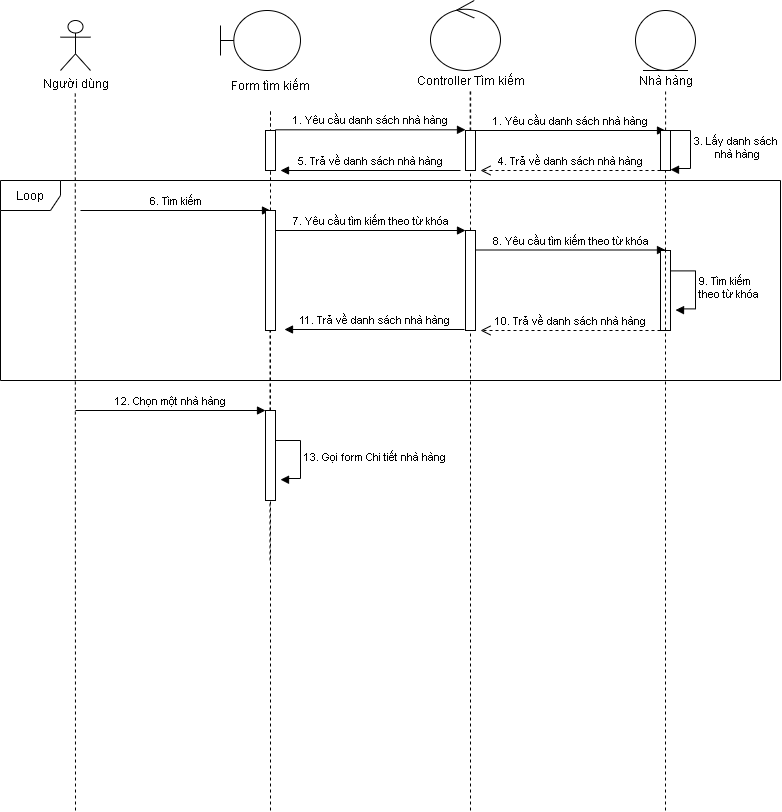 Người dùng
Form tìm kiếm
Controller Tìm kiếm
Nhà hàng
1. Yêu cầu danh sách nhà hàng
1. Yêu cầu danh sách nhà hàng
3. Lấy danh sách
nhà hàng
5. Trả về danh sách nhà hàng
4. Trả về danh sách nhà hàng
Loop
6. Tìm kiếm
7. Yêu cầu tìm kiếm theo từ khóa
8. Yêu cầu tìm kiếm theo từ khóa
9. Tìm kiếm
theo từ khóa
11. Trả về danh sách nhà hàng
10. Trả về danh sách nhà hàng
12. Chọn một nhà hàng
13. Gọi form Chi tiết nhà hàng